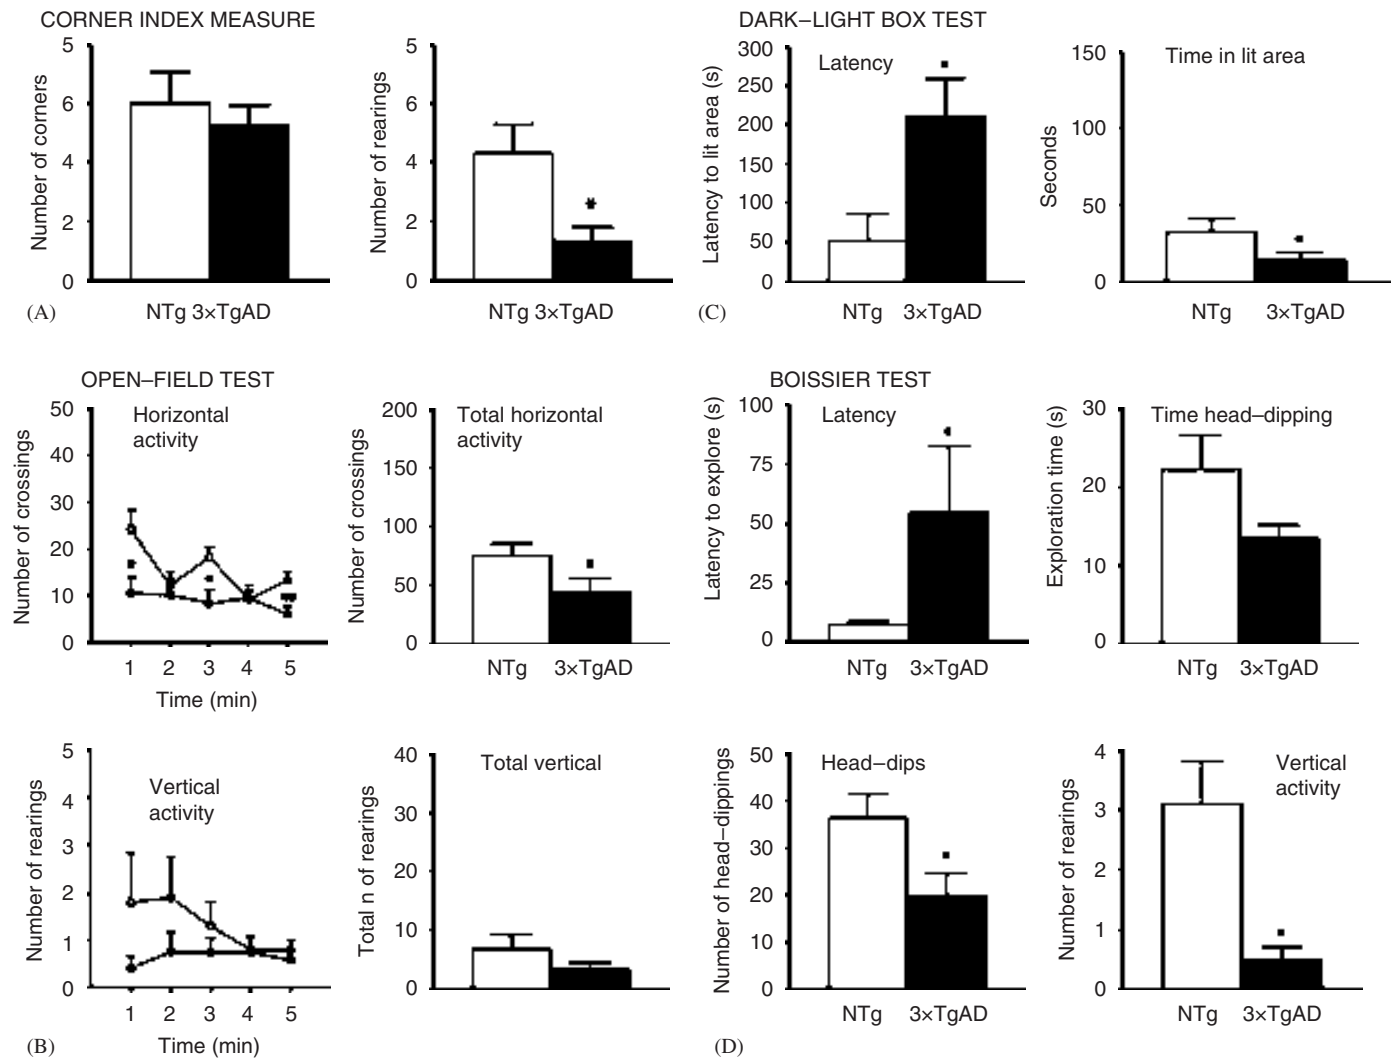 CORNER INDEX MEASURE
5
6
4
2
0
Number of corners
NTg 3×TgAD
5
6
4
2
0
Number of rearings
*
NTg 3×TgAD
(A)
DARK–LIGHT BOX TEST
300
250
200
150
100
50
0
Latency to lit area (s)
Latency
NTg 3×TgAD
150
100
50
0
Seconds
Time in lit area
NTg 3×TgAD
(C)
OPEN–FIELD TEST
50
40
30
20
10
0
Number of crossings
Horizontal
activity
1 2 3 4 5
Time (min)
200
150
100
50
0
Number of crossings
Total horizontal
activity
NTg 3×TgAD
5
4
3
2
1
0
Number of rearings
Vertical
activity
1 2 3 4 5
Time (min)
40
30
20
10
0
Total n of rearings
Total vertical
(B)
BOISSIER TEST
100
75
50
25
0
Latency to explore (s)
Latency
NTg 3×TgAD
30
20
10
0
Exploration time (s)
Time head–dipping
NTg 3×TgAD
50
40
30
20
10
0
Number of head–dippings
Head–dips
NTg 3×TgAD
4
3
2
1
0
Number of rearings
Vertical
activity
NTg 3×TgAD
(D)